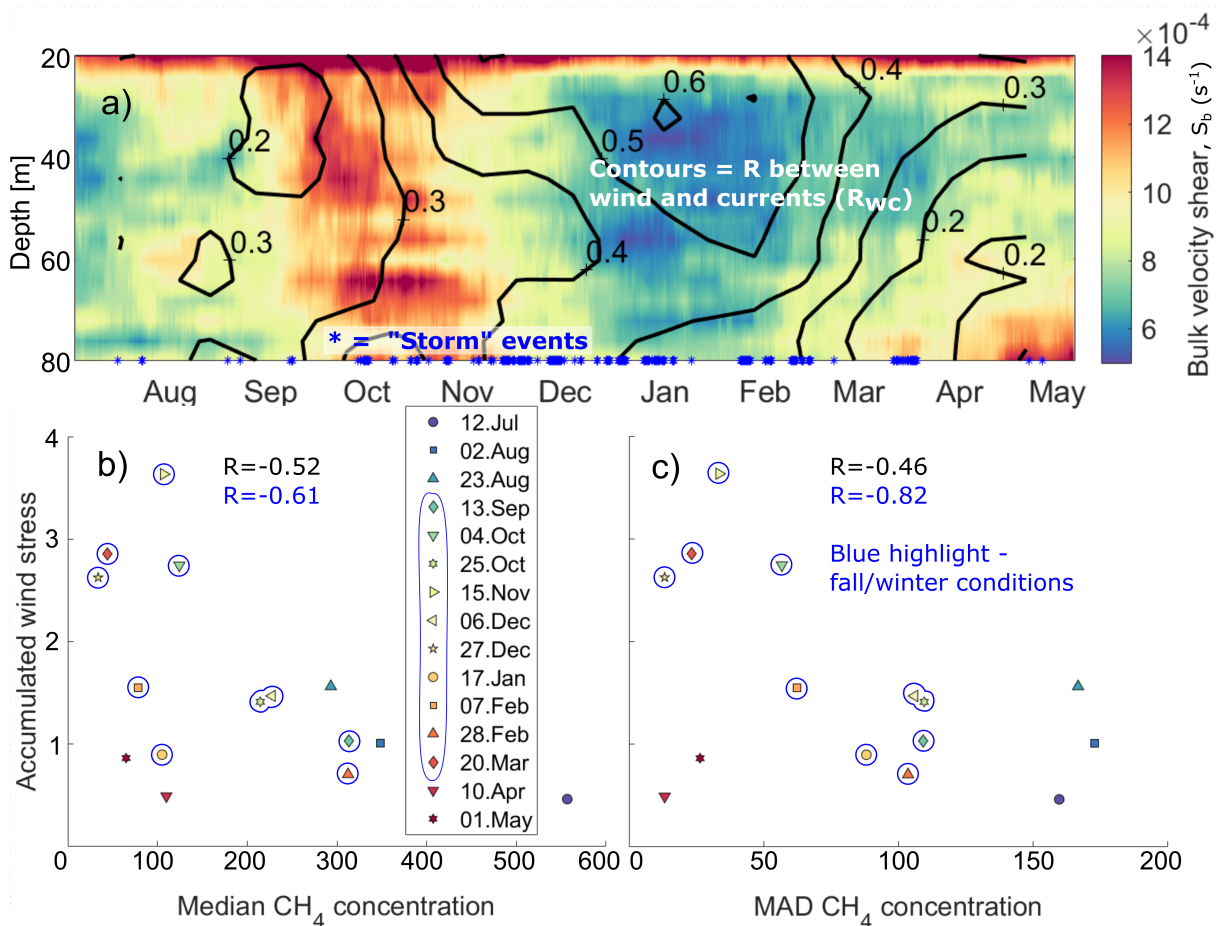 ×10⁻⁴
a)
20
40
60
80
Depth [m]
0.2
0.3
0.3
0.4
0.5
0.6
0.4
0.3
0.2
0.2
Contours = R between
wind and currents (Rwc)
* = "Storm" events
Aug Sep Oct Nov Dec Jan Feb Mar Apr May
14
12
10
8
6
Bulk velocity shear, S_b (s⁻¹)
b)
R=-0.52
R=-0.61
4
3
2
1
Accumulated wind stress
0 100 200 300 400 500 600
Median CH₄ concentration
12.Jul
02.Aug
23.Aug
13.Sep
04.Oct
25.Oct
15.Nov
06.Dec
27.Dec
17.Jan
07.Feb
28.Feb
20.Mar
10.Apr
01.May
c)
R=-0.46
R=-0.82
Blue highlight -
fall/winter conditions
0 50 100 150 200
MAD CH₄ concentration